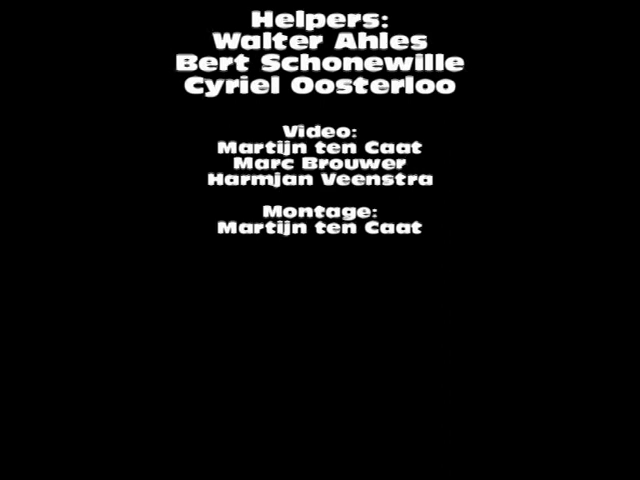 Helpers:
Walter Ahles
Bert Schonewille
Cyriel Oosterloo
Video:
Martijn ten Caat
Marc Brouwer
Harmjan Veenstra
Montage:
Martijn ten Caat